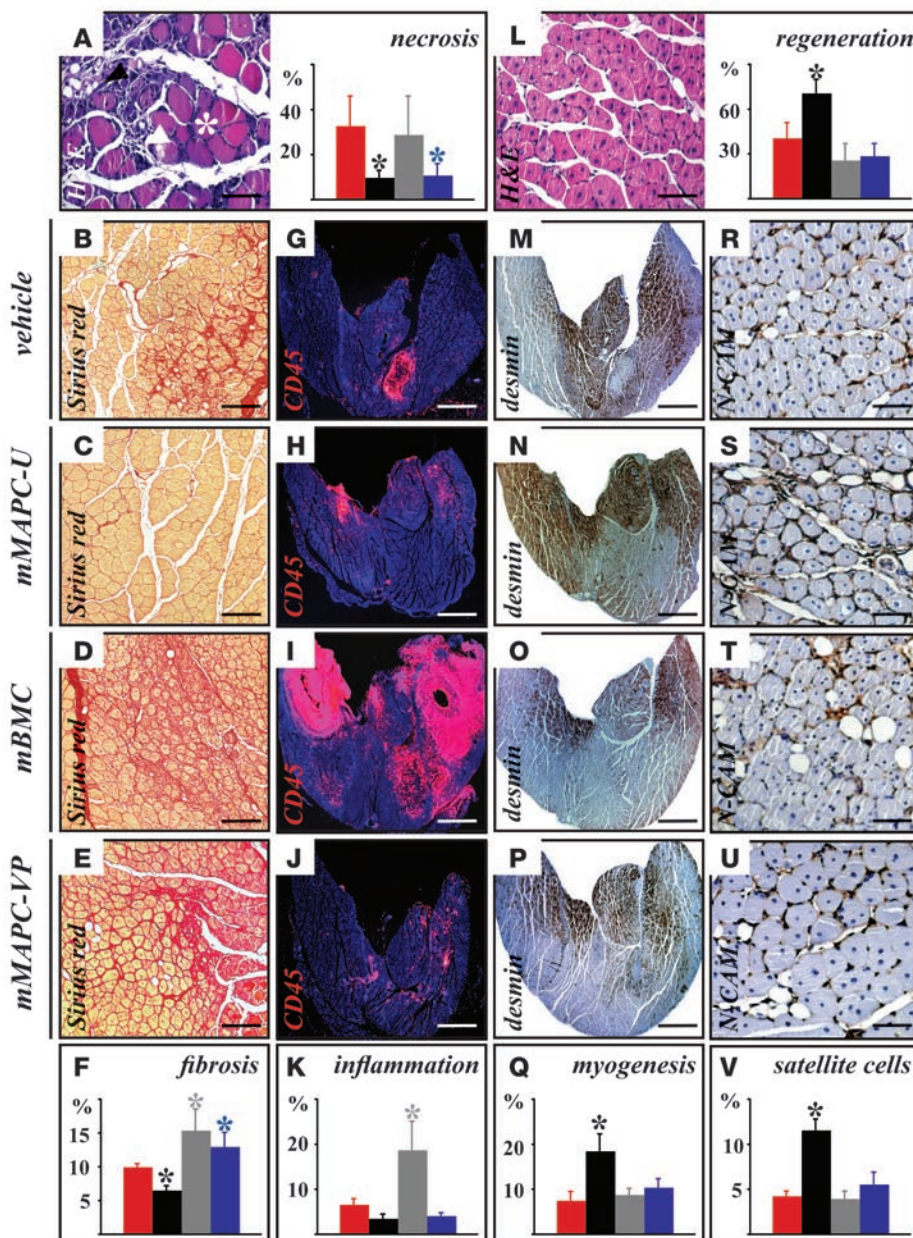 A
H&E
*
necrosis
%
40
20
*
*
L
H&E
regeneration
%
60
30
*
vehicle
B
Sirius red
G
CD45
M
desmin
R
N-CAM
mMAPC-U
C
Sirius red
H
CD45
N
desmin
S
N-CAM
mBMC
D
Sirius red
I
CD45
O
desmin
T
N-CAM
mMAPC-VP
E
Sirius red
J
CD45
P
desmin
U
N-CAM
F
fibrosis
%
15
10
5
*
*
*
K
inflammation
%
20
10
*
Q
myogenesis
%
20
10
*
V
satellite cells
%
10
5
*